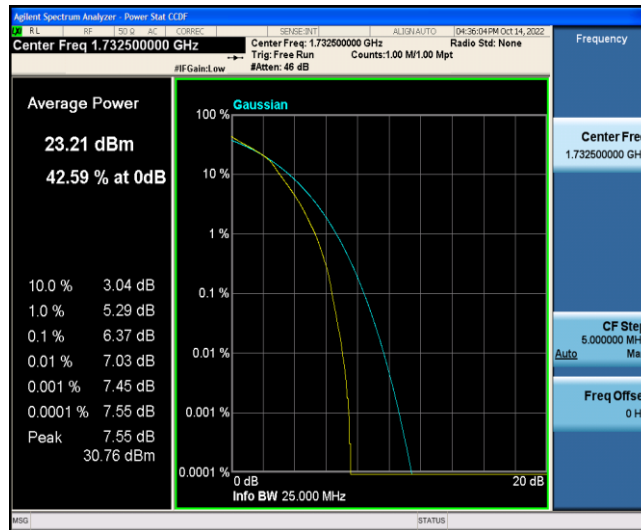 Agilent Spectrum Analyzer - Power Stat CCDF
RL RF 50 Ω AC CORREC SENSE:INT ALIGNAUTO 04:36:04 PM Oct 14, 2022
Center Freq 1.732500000 GHz
Center Freq: 1.732500000 GHz Radio Std: None
Trig: Free Run Counts:1.00 M/1.00 Mpt
#IFGain:Low #Atten: 46 dB
Frequency
Average Power
23.21 dBm
42.59 % at 0dB
10.0 % 3.04 dB
1.0 % 5.29 dB
0.1 % 6.37 dB
0.01 % 7.03 dB
0.001 % 7.45 dB
0.0001 % 7.55 dB
Peak 7.55 dB
30.76 dBm
Gaussian
100 %
10 %
1 %
0.1 %
0.01 %
0.001 %
0.0001 %
0 dB 20 dB
Info BW 25.000 MHz
Center Fre
1.732500000 GH
CF Step
5.000000 MH
Auto Ma
Freq Offse
0 H
MSG STATUS